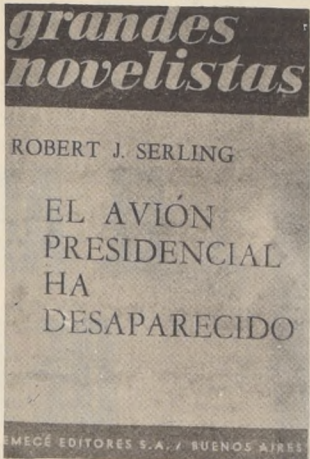 grandes
novelistas
ROBERT J. SERLING
EL AVIÓN
PRESIDENCIAL
HA
DESAPARECIDO
EMECÉ EDITORES S.A. / BUENOS AIRES